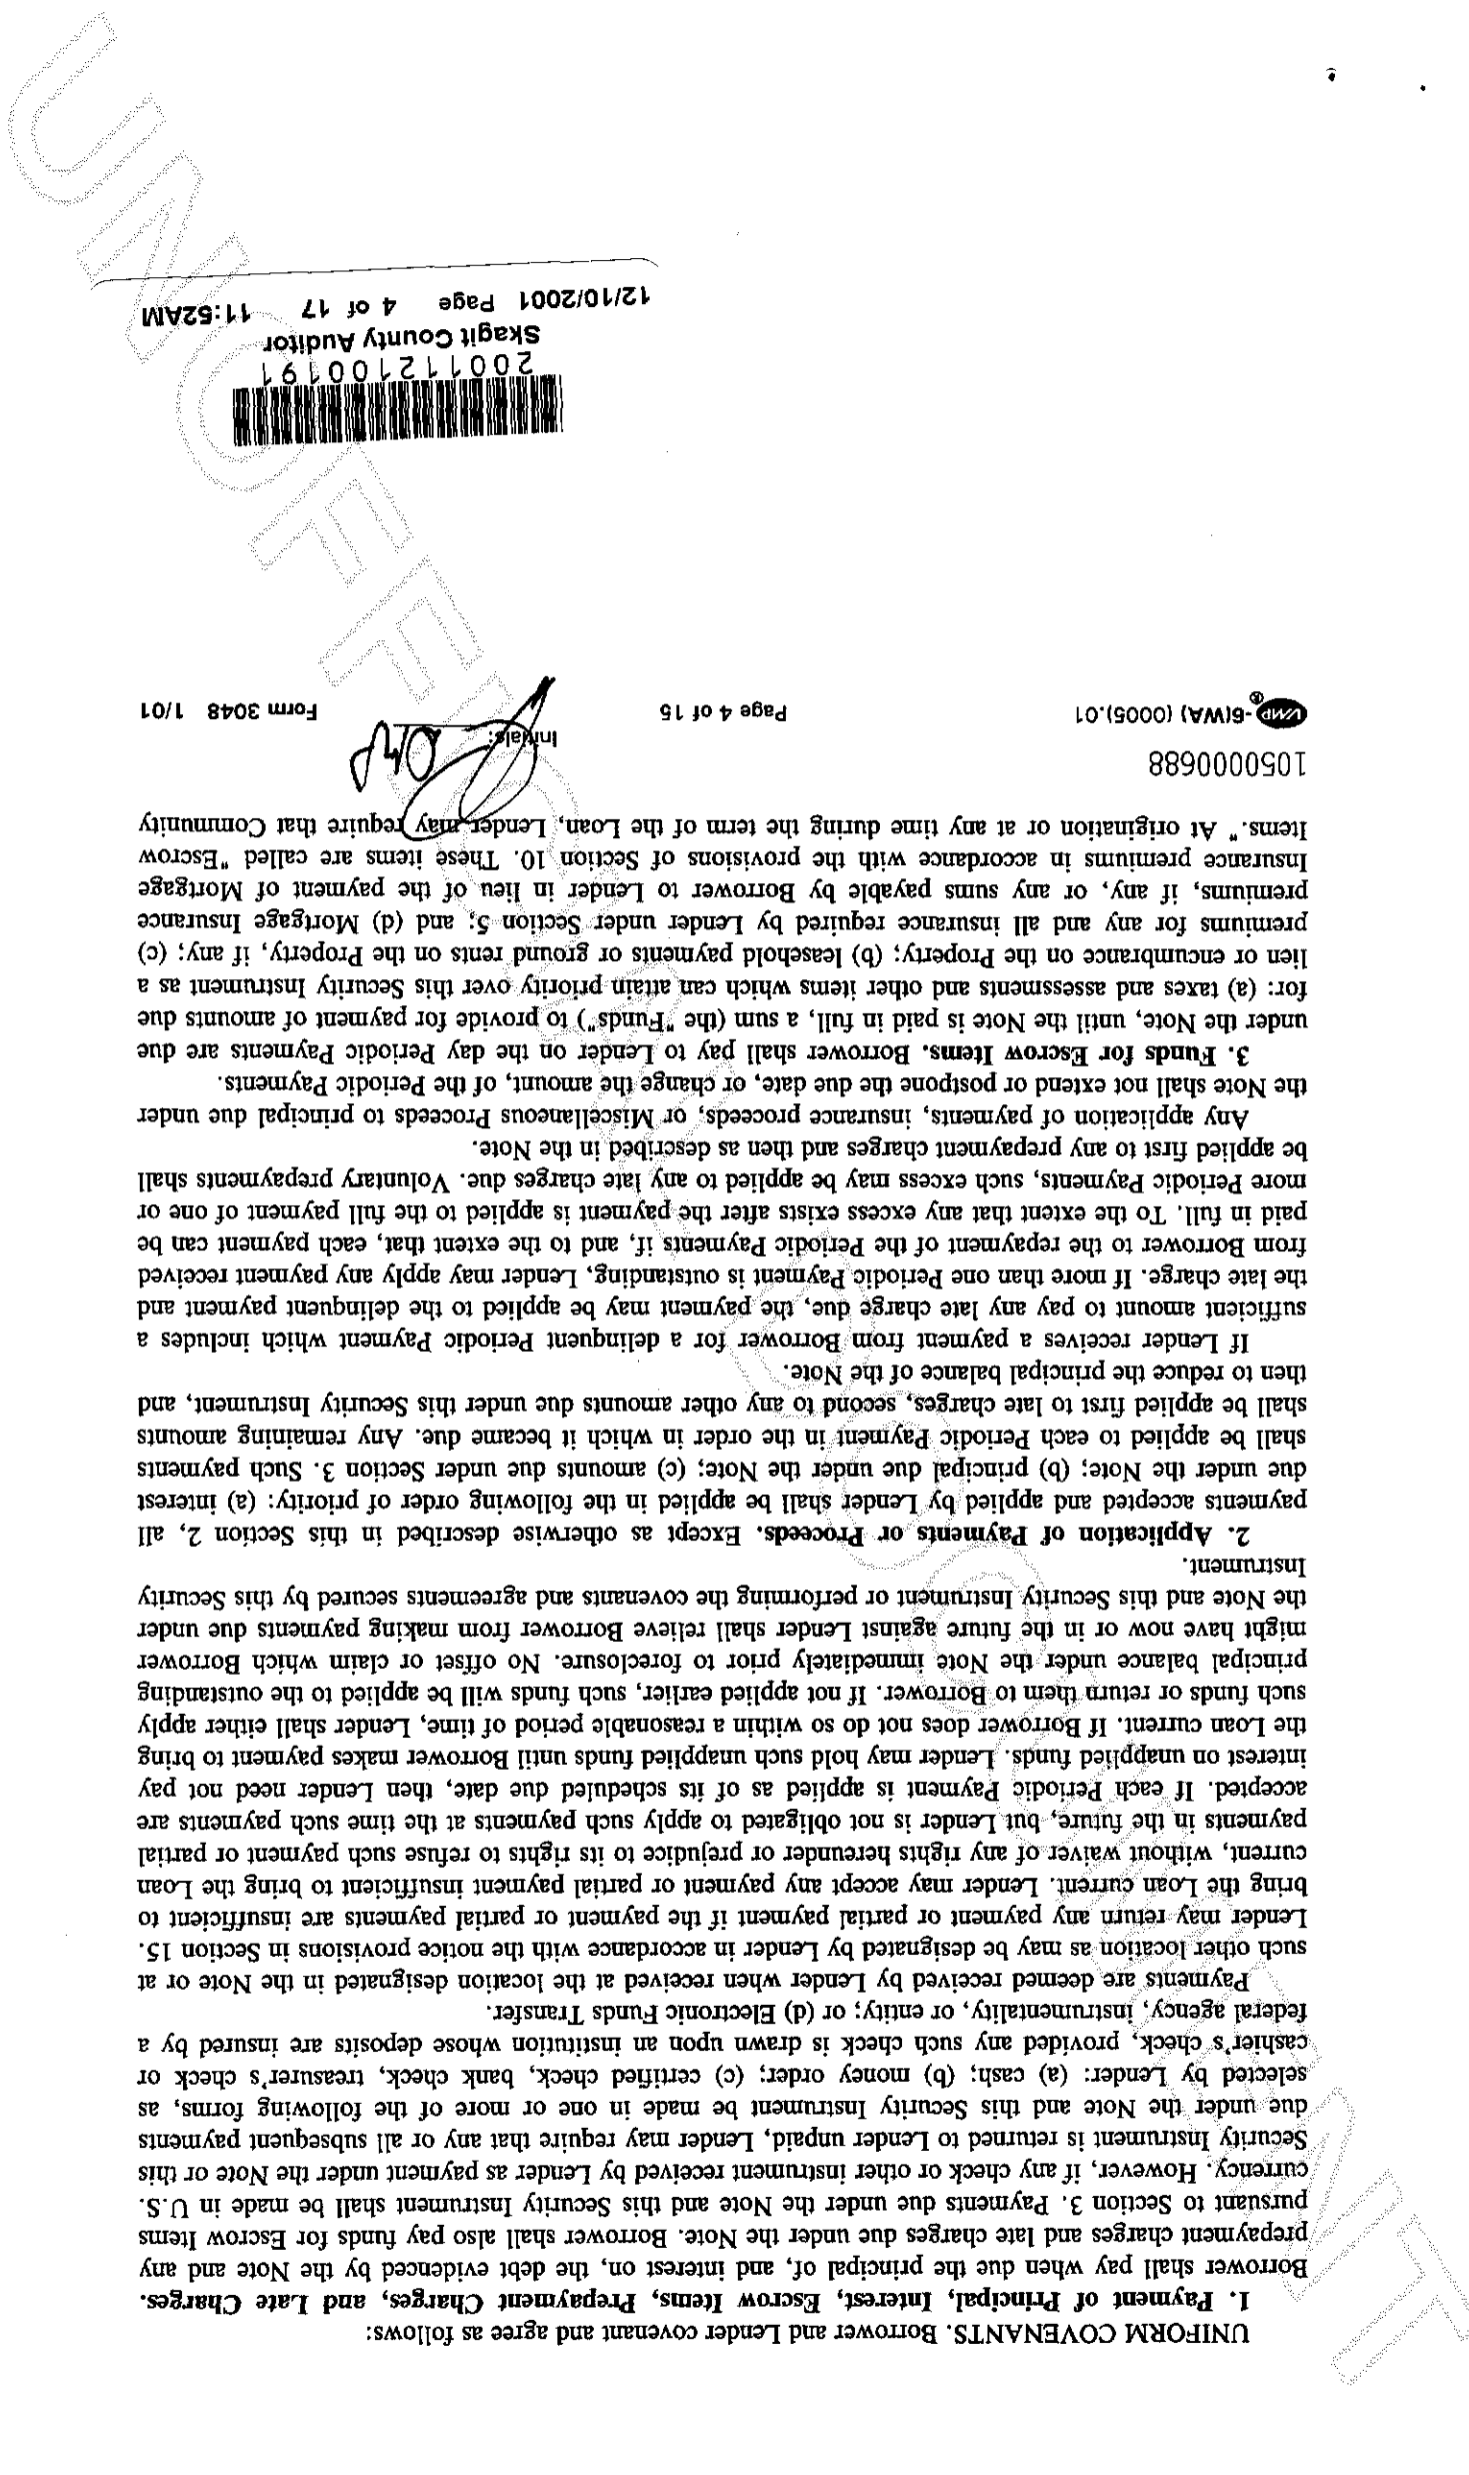 UNIFORM COVENANTS. Borrower and Lender covenant and agree as follows:
1. Payment of Principal, Interest, Escrow Items, Prepayment Charges, and Late Charges.
Borrower shall pay when due the principal of, and interest on, the debt evidenced by the Note and any
prepayment charges and late charges due under the Note. Borrower shall also pay funds for Escrow Items
pursuant to Section 3. Payments due under the Note and this Security Instrument shall be made in U.S.
currency. However, if any check or other instrument received by Lender as payment under the Note or this
Security Instrument is returned to Lender unpaid, Lender may require that any or all subsequent payments
due under the Note and this Security Instrument be made in one or more of the following forms, as
selected by Lender: (a) cash; (b) money order; (c) certified check, bank check, treasurer's check or
cashier's check, provided any such check is drawn upon an institution whose deposits are insured by a
federal agency, instrumentality, or entity; or (d) Electronic Funds Transfer.
Payments are deemed received by Lender when received at the location designated in the Note or at
such other location as may be designated by Lender in accordance with the notice provisions in Section 15.
Lender may return any payment or partial payment if the payment or partial payments are insufficient to
bring the Loan current. Lender may accept any payment or partial payment insufficient to bring the Loan
current, without waiver of any rights hereunder or prejudice to its rights to refuse such payment or partial
payments in the future, but Lender is not obligated to apply such payments at the time such payments are
accepted. If each Periodic Payment is applied as of its scheduled due date, then Lender need not pay
interest on unapplied funds. Lender may hold such unapplied funds until Borrower makes payment to bring
the Loan current. If Borrower does not do so within a reasonable period of time, Lender shall either apply
such funds or return them to Borrower. If not applied earlier, such funds will be applied to the outstanding
principal balance under the Note immediately prior to foreclosure. No offset or claim which Borrower
might have now or in the future against Lender shall relieve Borrower from making payments due under
the Note and this Security Instrument or performing the covenants and agreements secured by this Security
Instrument.
2. Application of Payments or Proceeds. Except as otherwise described in this Section 2, all
payments accepted and applied by Lender shall be applied in the following order of priority: (a) interest
due under the Note; (b) principal due under the Note; (c) amounts due under Section 3. Such payments
shall be applied to each Periodic Payment in the order in which it became due. Any remaining amounts
shall be applied first to late charges, second to any other amounts due under this Security Instrument, and
then to reduce the principal balance of the Note.
If Lender receives a payment from Borrower for a delinquent Periodic Payment which includes a
sufficient amount to pay any late charge due, the payment may be applied to the delinquent payment and
the late charge. If more than one Periodic Payment is outstanding, Lender may apply any payment received
from Borrower to the repayment of the Periodic Payments if, and to the extent that, each payment can be
paid in full. To the extent that any excess exists after the payment is applied to the full payment of one or
more Periodic Payments, such excess may be applied to any late charges due. Voluntary prepayments shall
be applied first to any prepayment charges and then as described in the Note.
Any application of payments, insurance proceeds, or Miscellaneous Proceeds to principal due under
the Note shall not extend or postpone the due date, or change the amount, of the Periodic Payments.
3. Funds for Escrow Items. Borrower shall pay to Lender on the day Periodic Payments are due
under the Note, until the Note is paid in full, a sum (the "Funds") to provide for payment of amounts due
for: (a) taxes and assessments and other items which can attain priority over this Security Instrument as a
lien or encumbrance on the Property; (b) leasehold payments or ground rents on the Property, if any; (c)
premiums for any and all insurance required by Lender under Section 5; and (d) Mortgage Insurance
premiums, if any, or any sums payable by Borrower to Lender in lieu of the payment of Mortgage
Insurance premiums in accordance with the provisions of Section 10. These items are called "Escrow
Items." At origination or at any time during the term of the Loan, Lender may require that Community
1050000688
Initials:
VMP®-6(WA) (0005).01 Page 4 of 15 Form 3048 1/01
200112100191
Skagit County Auditor
12/10/2001 Page 4 of 17 11:52AM
UNOFFICIAL DOCUMENT